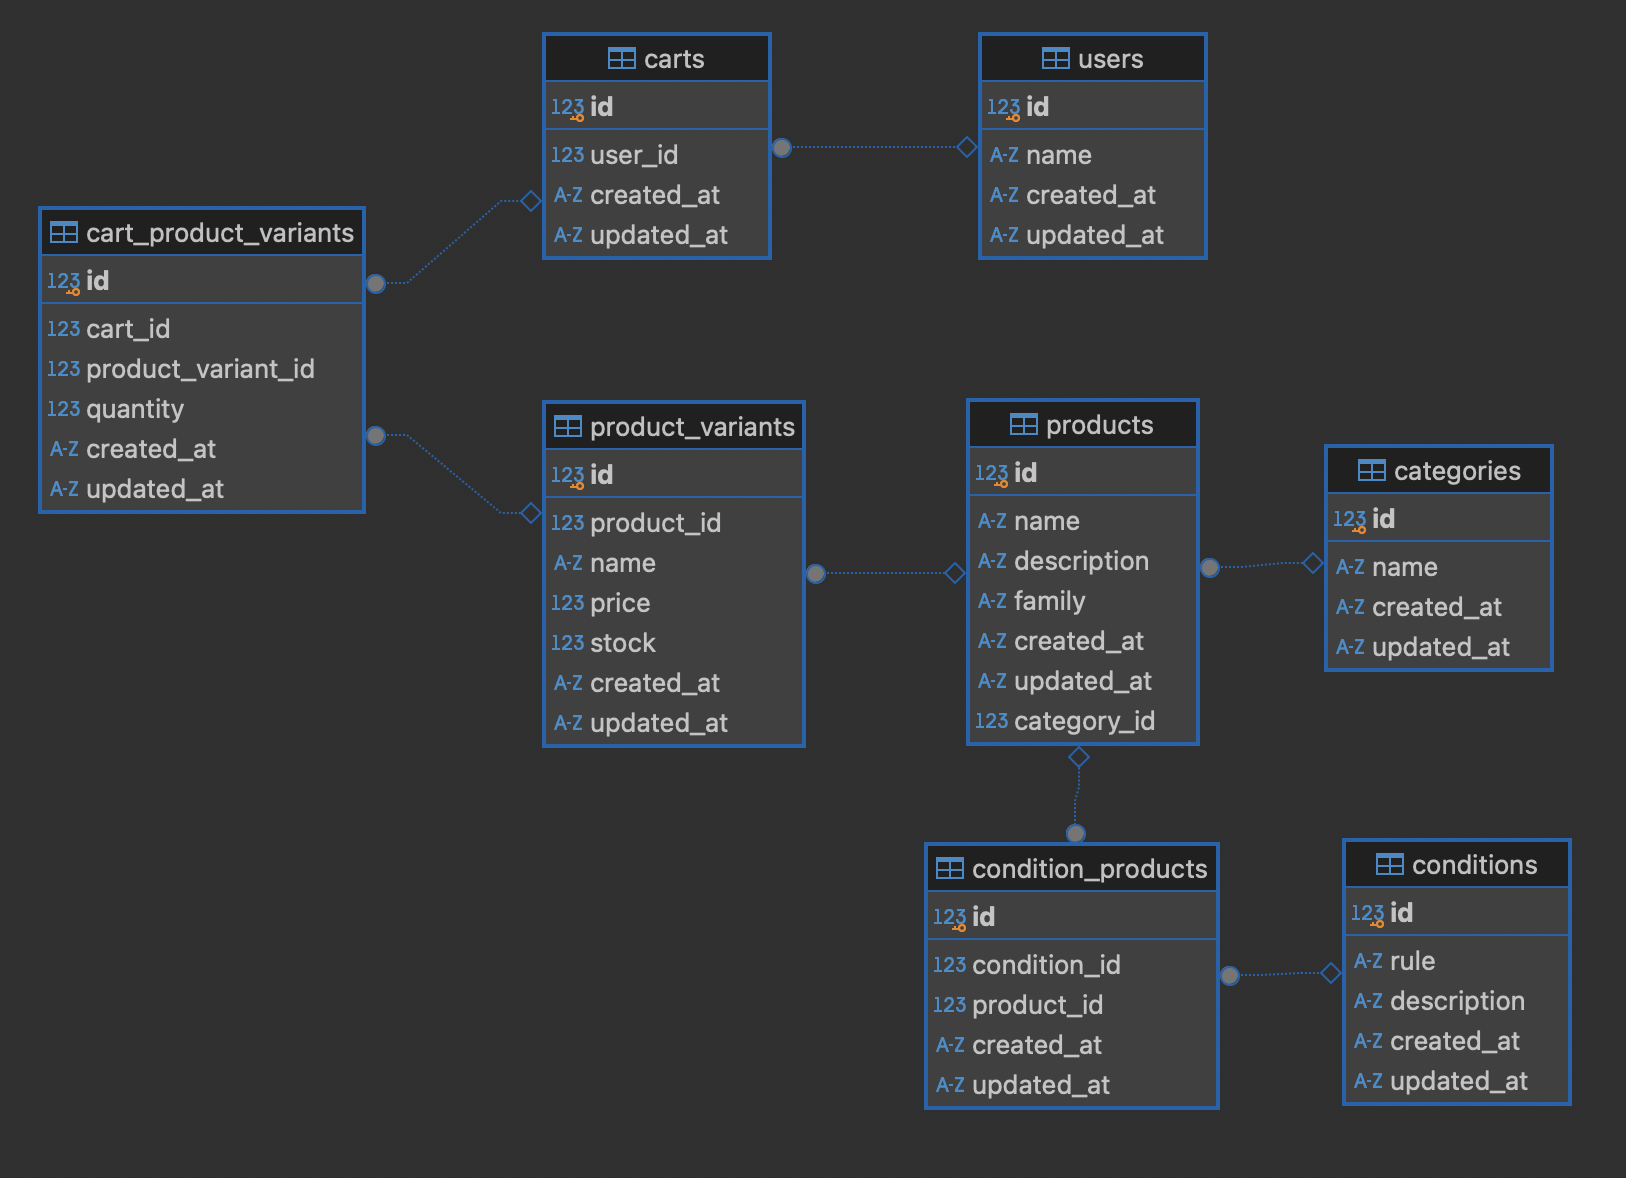 carts
123 id
123 user_id
A-Z created_at
A-Z updated_at
users
123 id
A-Z name
A-Z created_at
A-Z updated_at
cart_product_variants
123 id
123 cart_id
123 product_variant_id
123 quantity
A-Z created_at
A-Z updated_at
product_variants
123 id
123 product_id
A-Z name
123 price
123 stock
A-Z created_at
A-Z updated_at
products
123 id
A-Z name
A-Z description
A-Z family
A-Z created_at
A-Z updated_at
123 category_id
categories
123 id
A-Z name
A-Z created_at
A-Z updated_at
condition_products
123 id
123 condition_id
123 product_id
A-Z created_at
A-Z updated_at
conditions
123 id
A-Z rule
A-Z description
A-Z created_at
A-Z updated_at